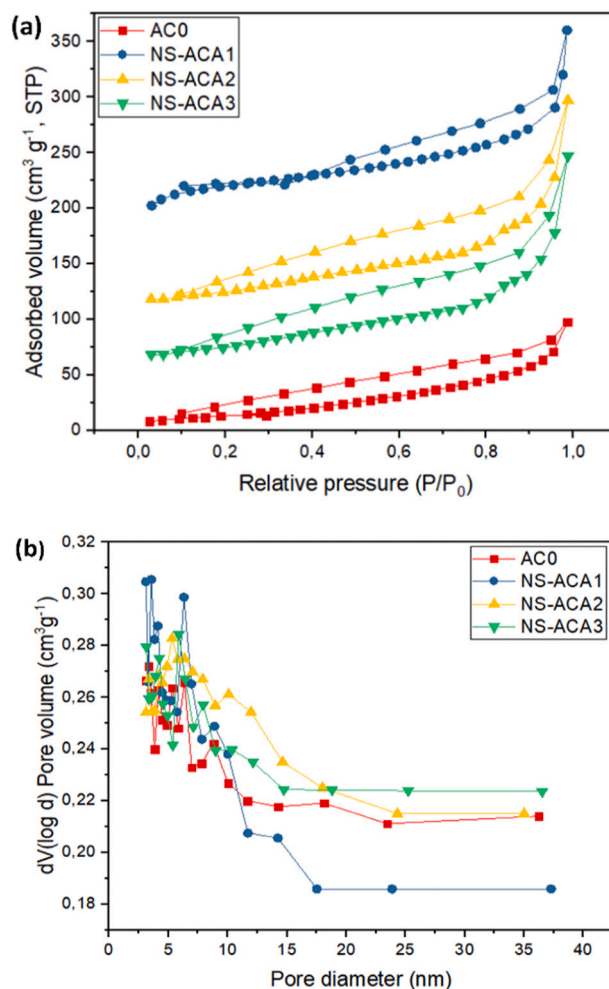 (a)
AC0
NS-ACA1
NS-ACA2
NS-ACA3
350
300
250
200
150
100
50
0
Adsorbed volume (cm³ g⁻¹, STP)
0,0 0,2 0,4 0,6 0,8 1,0
Relative pressure (P/P₀)
(b)
AC0
NS-ACA1
NS-ACA2
NS-ACA3
0,32
0,30
0,28
0,26
0,24
0,22
0,20
0,18
dV(log d) Pore volume (cm³g⁻¹)
0 5 10 15 20 25 30 35 40
Pore diameter (nm)